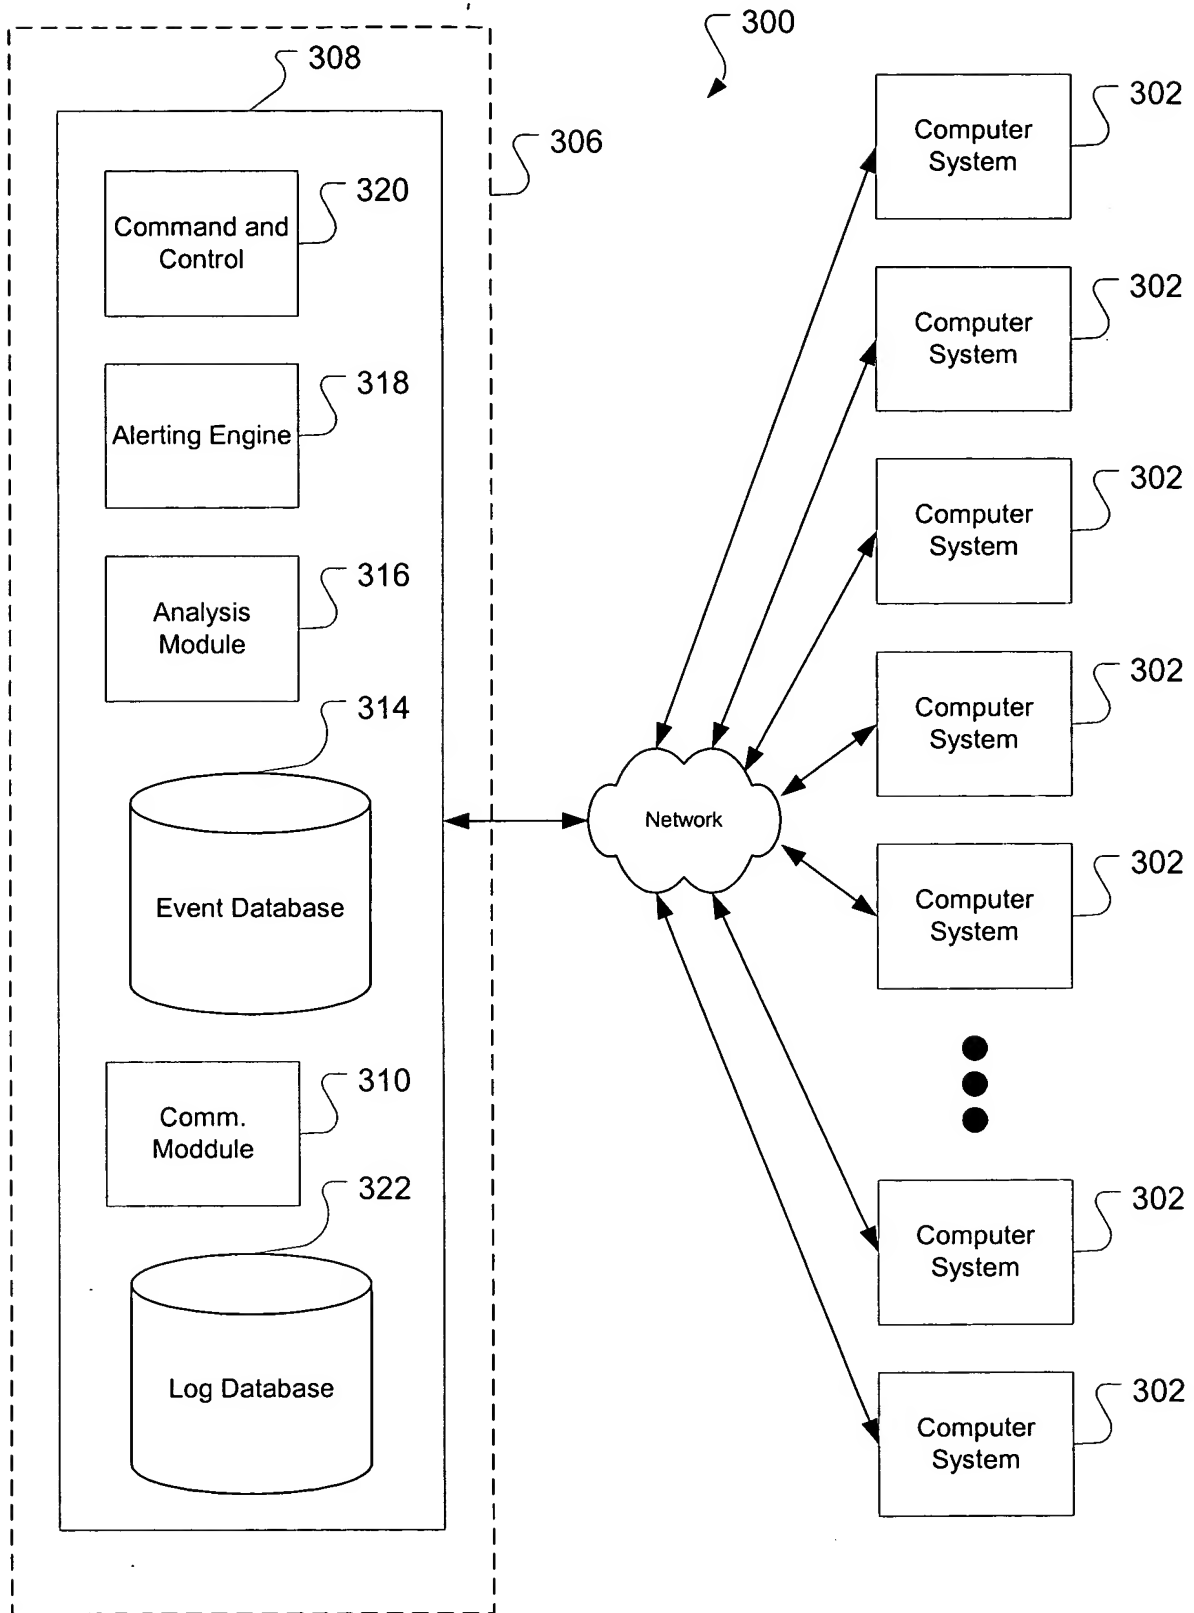 300
308
306
320
Command and
Control
318
Alerting Engine
316
Analysis
Module
314
Event Database
310
Comm.
Moddule
322
Log Database
Network
302
Computer
System
302
Computer
System
302
Computer
System
302
Computer
System
302
Computer
System
302
Computer
System
302
Computer
System